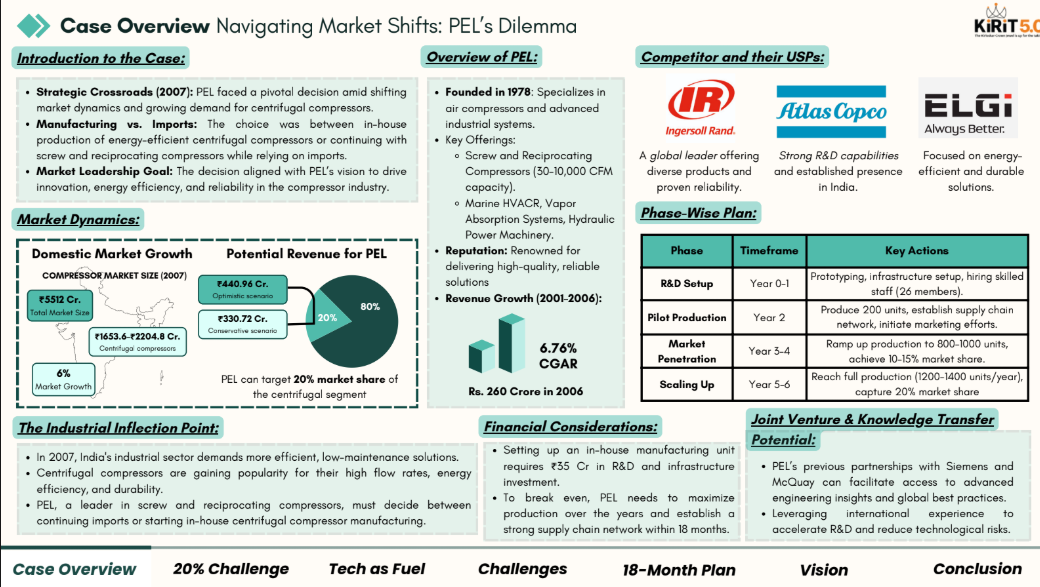 Case Overview Navigating Market Shifts: PEL's Dilemma
KiRiT 5.0
Introduction to the Case:
• Strategic Crossroads (2007): PEL faced a pivotal decision amid shifting
market dynamics and growing demand for centrifugal compressors.
• Manufacturing vs. Imports: The choice was between in-house
production of energy-efficient centrifugal compressors or continuing with
screw and reciprocating compressors while relying on imports.
• Market Leadership Goal: The decision aligned with PEL's vision to drive
innovation, energy efficiency, and reliability in the compressor industry.
Market Dynamics:
Domestic Market Growth
COMPRESSOR MARKET SIZE (2007)
₹5512 Cr.
Total Market Size
₹1653.6-₹2204.8 Cr.
Centrifugal compressors
6%
Market Growth
Potential Revenue for PEL
₹440.96 Cr.
Optimistic scenario
₹330.72 Cr.
Conservative scenario
20%
80%
PEL can target 20% market share of
the centrifugal segment
Overview of PEL:
• Founded in 1978: Specializes in
air compressors and advanced
industrial systems.
• Key Offerings:
○ Screw and Reciprocating
Compressors (30-10,000 CFM
capacity).
○ Marine HVACR, Vapor
Absorption Systems, Hydraulic
Power Machinery.
• Reputation: Renowned for
delivering high-quality, reliable
solutions
• Revenue Growth (2001-2006):
6.76%
CGAR
Rs. 260 Crore in 2006
Competitor and their USPs:
IR
Ingersoll Rand.
A global leader offering
diverse products and
proven reliability.
Atlas Copco
Strong R&D capabilities
and established presence
in India.
ELGi
Always Better.
Focused on energy-
efficient and durable
solutions.
Phase-Wise Plan:
Phase Timeframe Key Actions
R&D Setup Year 0-1 Prototyping, infrastructure setup, hiring skilled
staff (26 members).
Pilot Production Year 2 Produce 200 units, establish supply chain
network, initiate marketing efforts.
Market
Penetration Year 3-4 Ramp up production to 800-1000 units,
achieve 10-15% market share.
Scaling Up Year 5-6 Reach full production (1200-1400 units/year),
capture 20% market share
The Industrial Inflection Point:
• In 2007, India's industrial sector demands more efficient, low-maintenance solutions.
• Centrifugal compressors are gaining popularity for their high flow rates, energy
efficiency, and durability.
• PEL, a leader in screw and reciprocating compressors, must decide between
continuing imports or starting in-house centrifugal compressor manufacturing.
Financial Considerations:
• Setting up an in-house manufacturing unit
requires ₹35 Cr in R&D and infrastructure
investment.
• To break even, PEL needs to maximize
production over the years and establish a
strong supply chain network within 18 months.
Joint Venture & Knowledge Transfer
Potential:
• PEL's previous partnerships with Siemens and
McQuay can facilitate access to advanced
engineering insights and global best practices.
• Leveraging international experience to
accelerate R&D and reduce technological risks.
Case Overview
20% Challenge
Tech as Fuel
Challenges
18-Month Plan
Vision
Conclusion